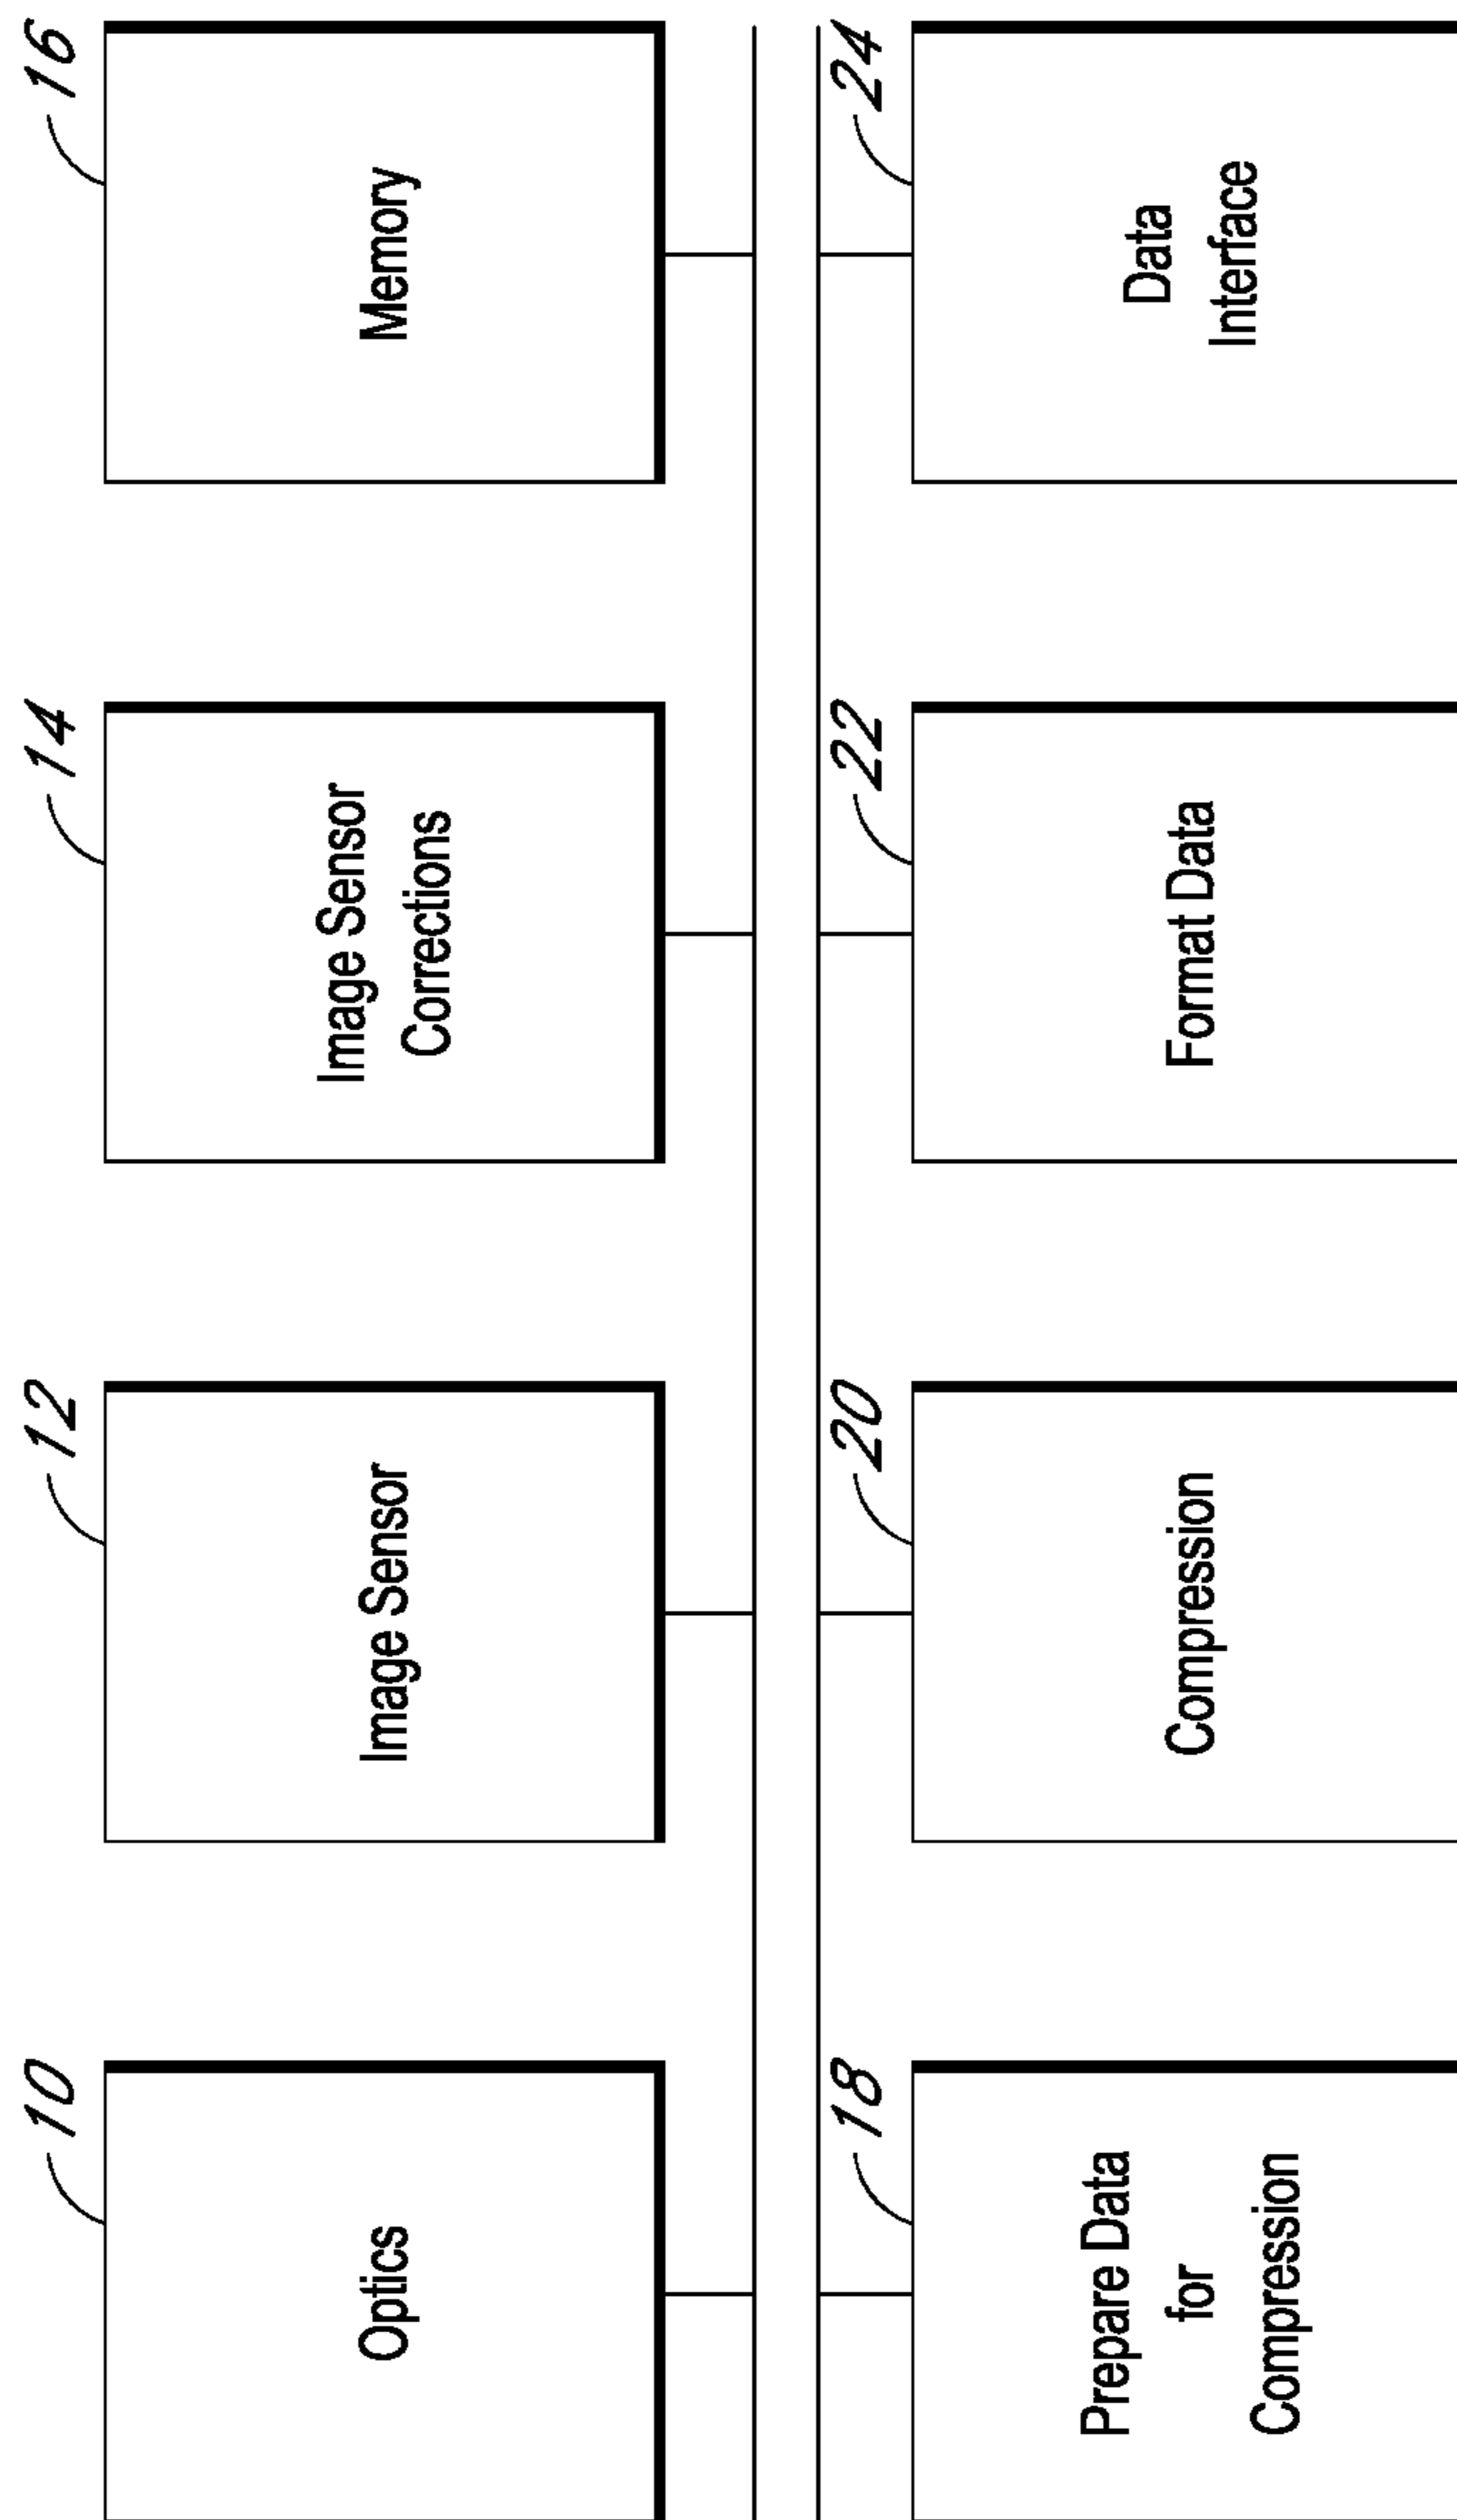 10
Optics
12
Image Sensor
14
Image Sensor
Corrections
16
Memory
18
Prepare Data
for
Compression
20
Compression
22
Format Data
24
Data
Interface